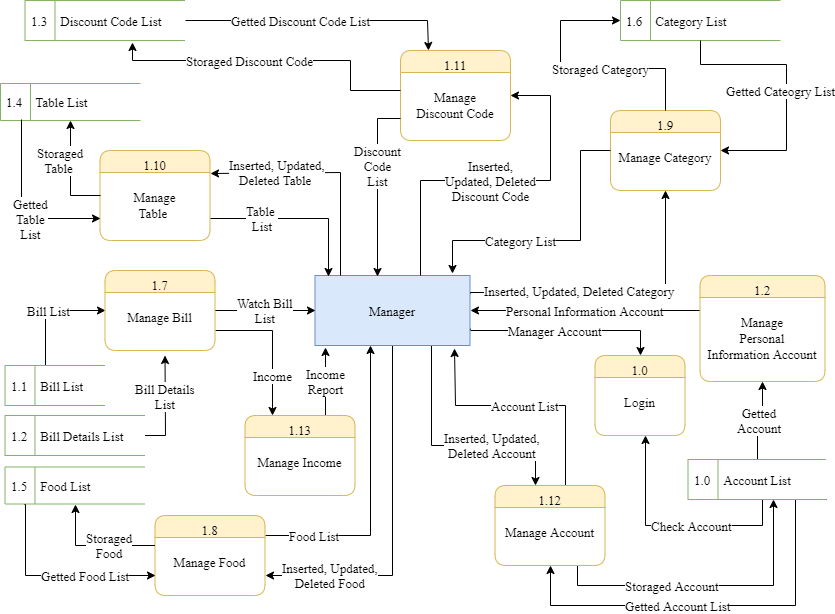 1.3 Discount Code List
Getted Discount Code List
1.6 Category List
Storaged Discount Code
1.11
Manage
Discount Code
Storaged Category
Getted Cateogry List
1.4 Table List
1.9
Manage Category
Storaged
Table
1.10
Manage
Table
Inserted, Updated,
Deleted Table
Discount
Code
List
Inserted,
Updated, Deleted
Discount Code
Getted
Table
List
Table
List
Category List
1.7
Manage Bill
Bill List
Watch Bill
List
Manager
Inserted, Updated, Deleted Category
Personal Information Account
Manager Account
1.2
Manage
Personal
Information Account
1.1 Bill List
Bill Details
List
Income
Income
Report
1.0
Login
1.2 Bill Details List
1.13
Manage Income
Account List
Getted
Account
Inserted, Updated,
Deleted Account
1.5 Food List
1.0 Account List
1.12
Manage Account
Storaged
Food
1.8
Manage Food
Food List
Check Account
Getted Food List
Inserted, Updated,
Deleted Food
Storaged Account
Getted Account List